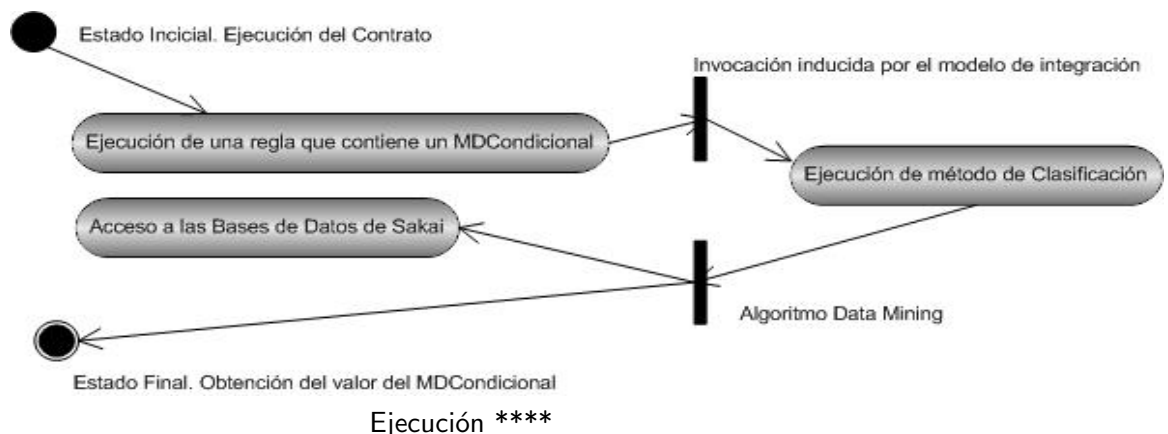 Estado Incicial. Ejecución del Contrato
Invocación inducida por el modelo de integración
Ejecución de una regla que contiene un MDCondicional
Ejecución de método de Clasificación
Acceso a las Bases de Datos de Sakai
Algoritmo Data Mining
Estado Final. Obtención del valor del MDCondicional
Ejecución ****